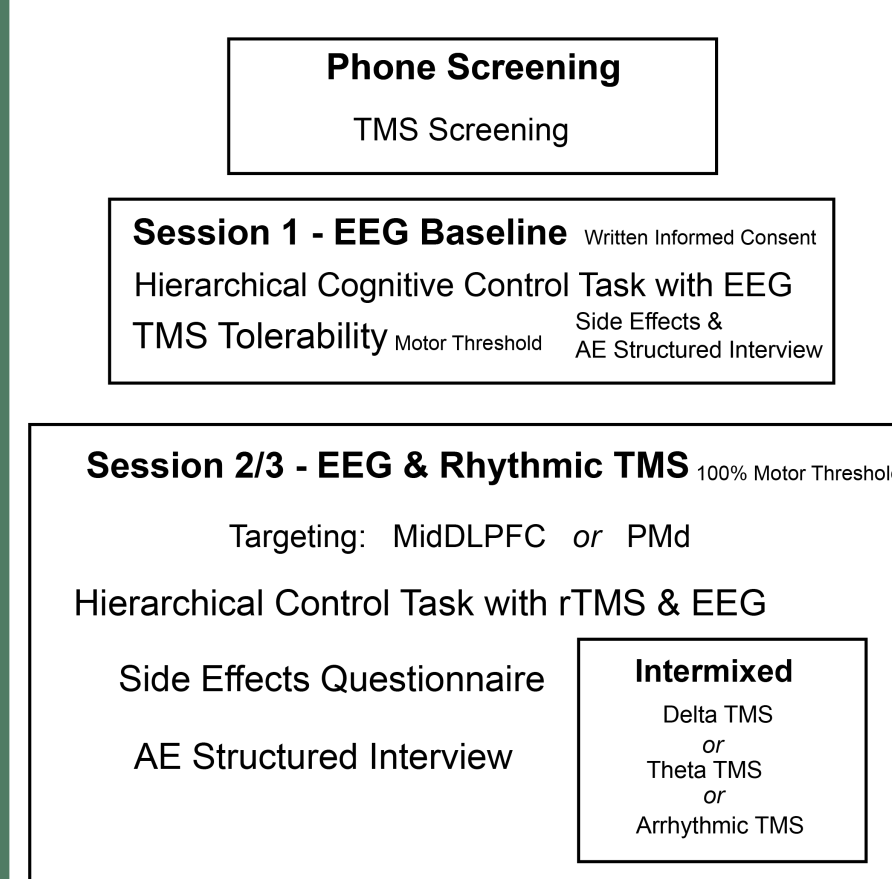 Phone Screening
TMS Screening
Session 1 - EEG Baseline Written Informed Consent
Hierarchical Cognitive Control Task with EEG
TMS Tolerability Motor Threshold Side Effects &
AE Structured Interview
Session 2/3 - EEG & Rhythmic TMS 100% Motor Threshol
Targeting: MidDLPFC or PMd
Hierarchical Control Task with rTMS & EEG
Side Effects Questionnaire
AE Structured Interview
Intermixed
Delta TMS
or
Theta TMS
or
Arrhythmic TMS